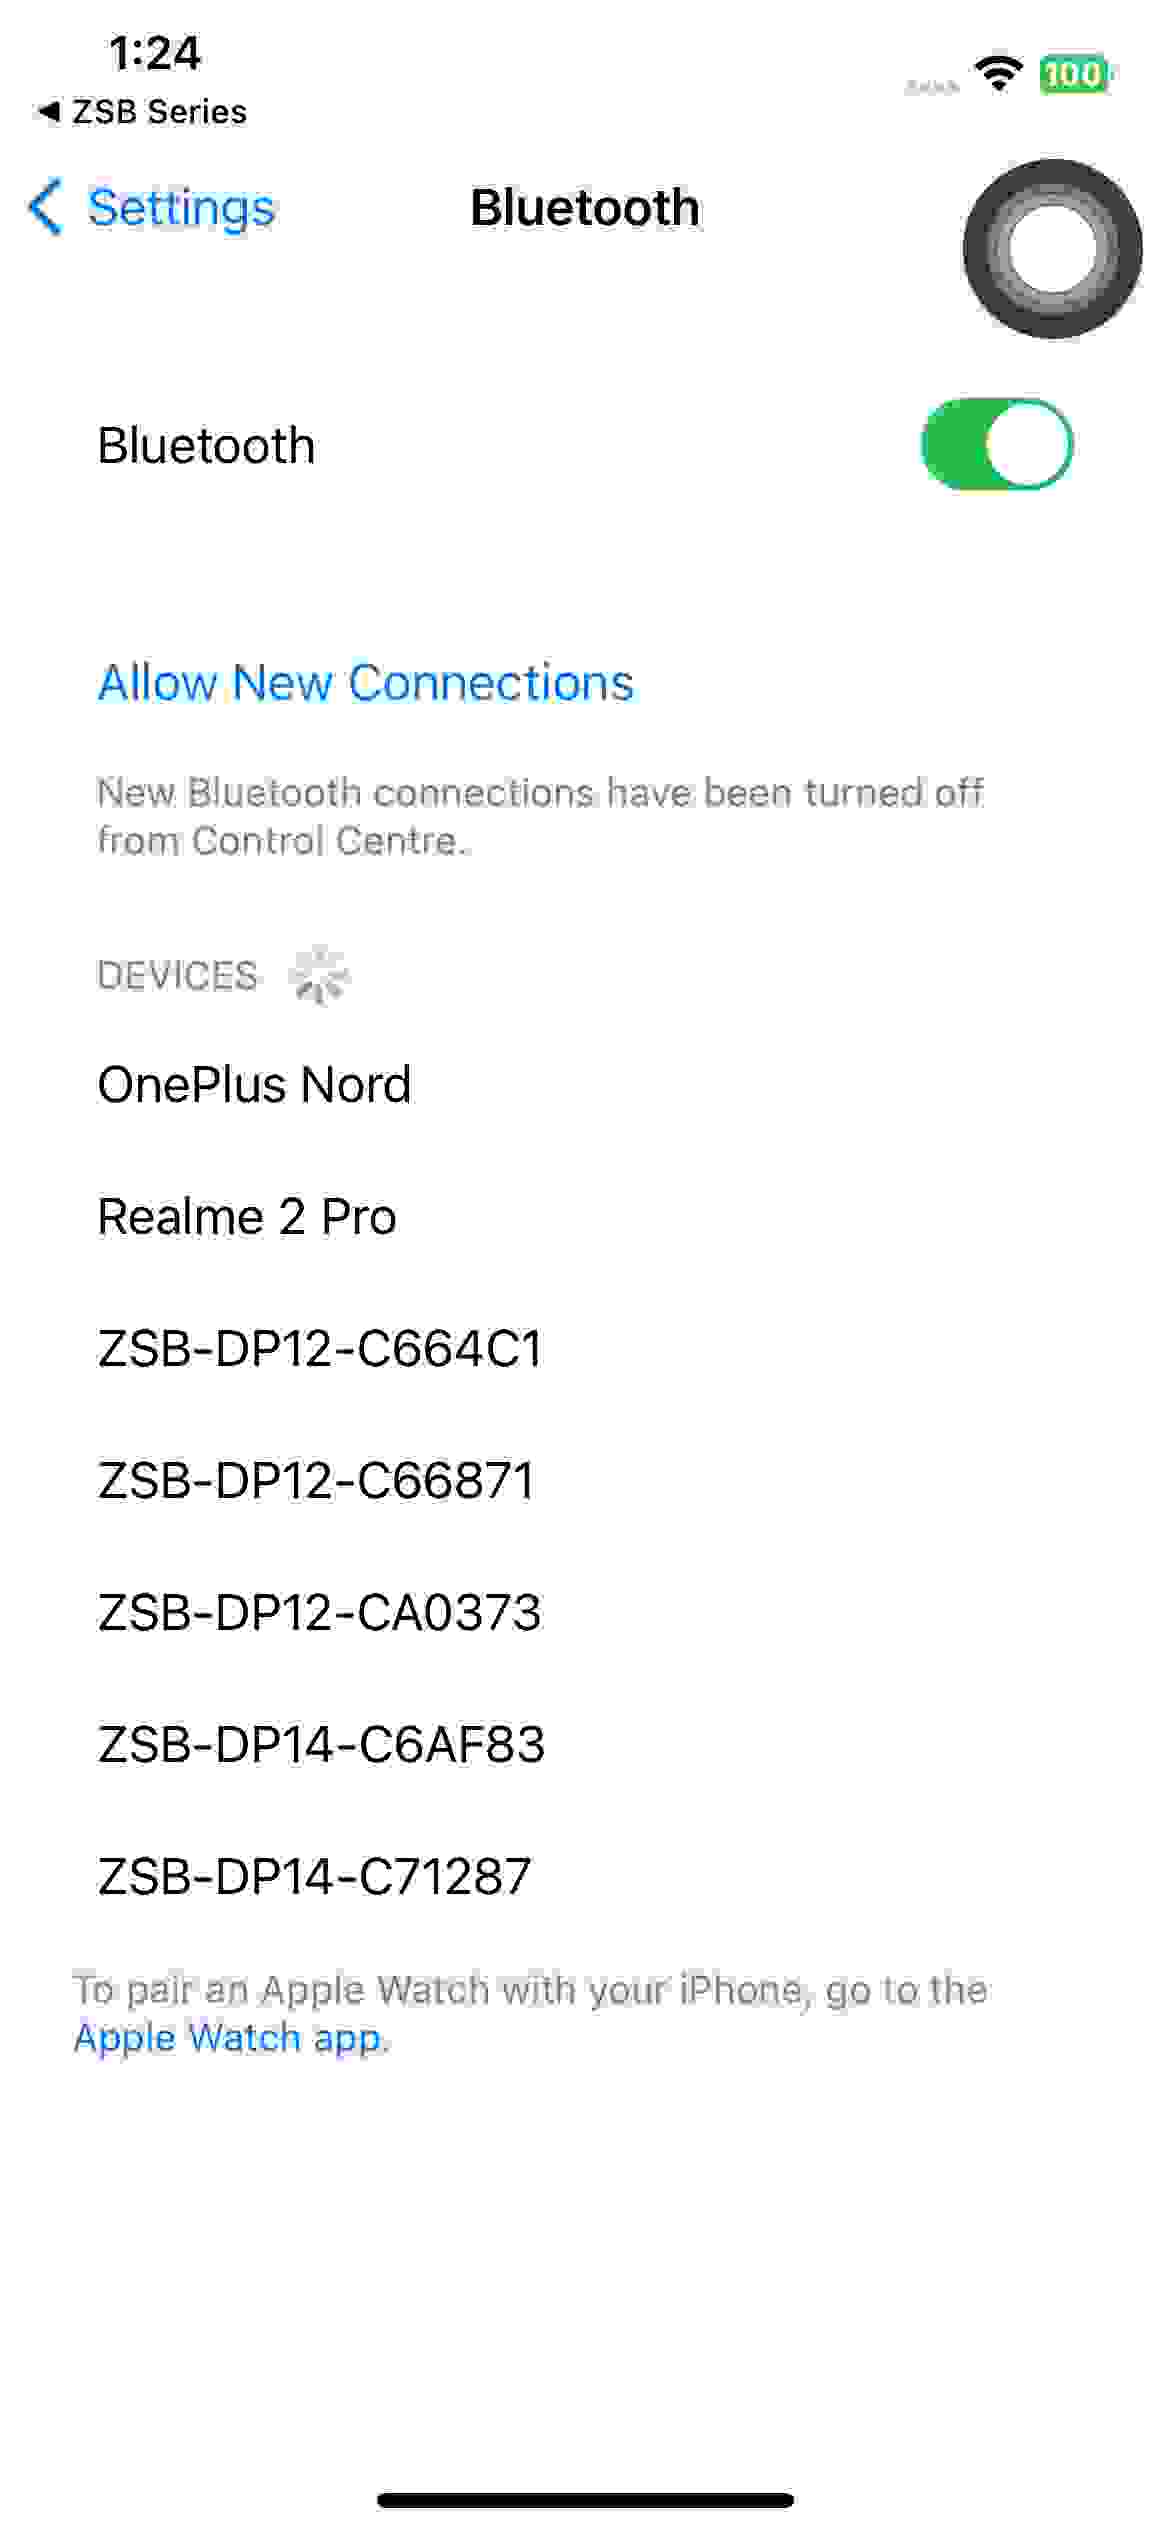 1:24
100
◀ ZSB Series
Settings
Bluetooth
Bluetooth
Allow New Connections
New Bluetooth connections have been turned off
from Control Centre.
DEVICES
OnePlus Nord
Realme 2 Pro
ZSB-DP12-C664C1
ZSB-DP12-C66871
ZSB-DP12-CA0373
ZSB-DP14-C6AF83
ZSB-DP14-C71287
To pair an Apple Watch with your iPhone, go to the
Apple Watch app.